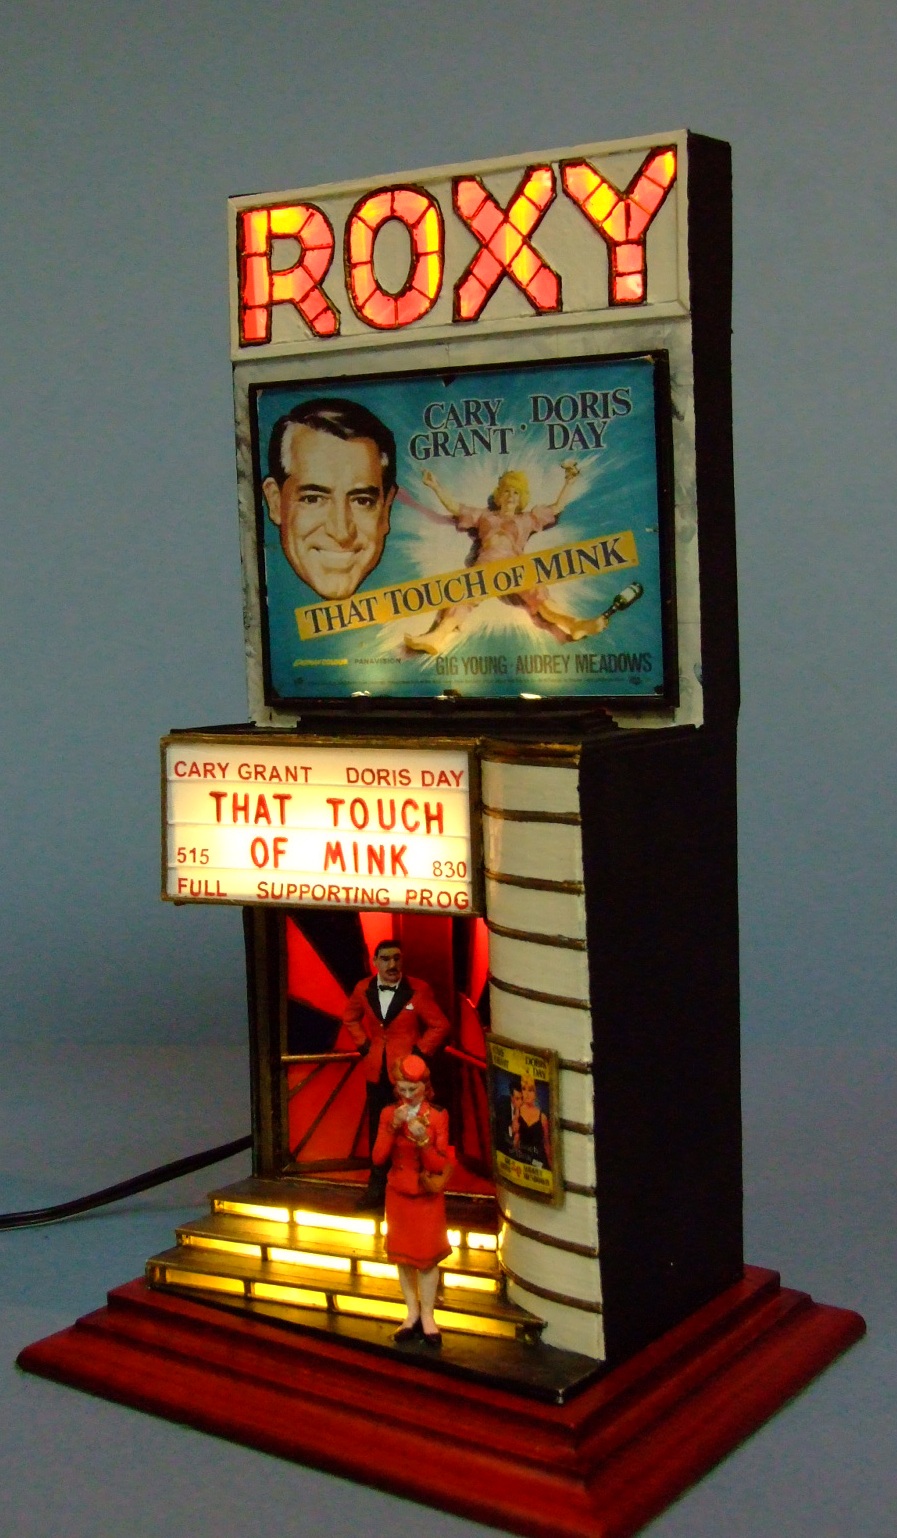 ROXY
CARY DORIS
GRANT · DAY
THAT TOUCH OF MINK
PANAVISION
GIG YOUNG · AUDREY MEADOWS
CARY GRANT DORIS DAY
THAT TOUCH
OF MINK
515 830
FULL SUPPORTING PROG